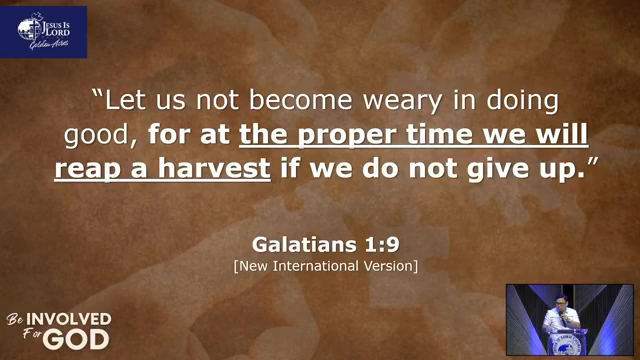 JESUS IS
LORD
Golden Acres
“Let us not become weary in doing
good, for at the proper time we will
reap a harvest if we do not give up.”
Galatians 1:9
[New International Version]
Be INVOLVED
For GOD